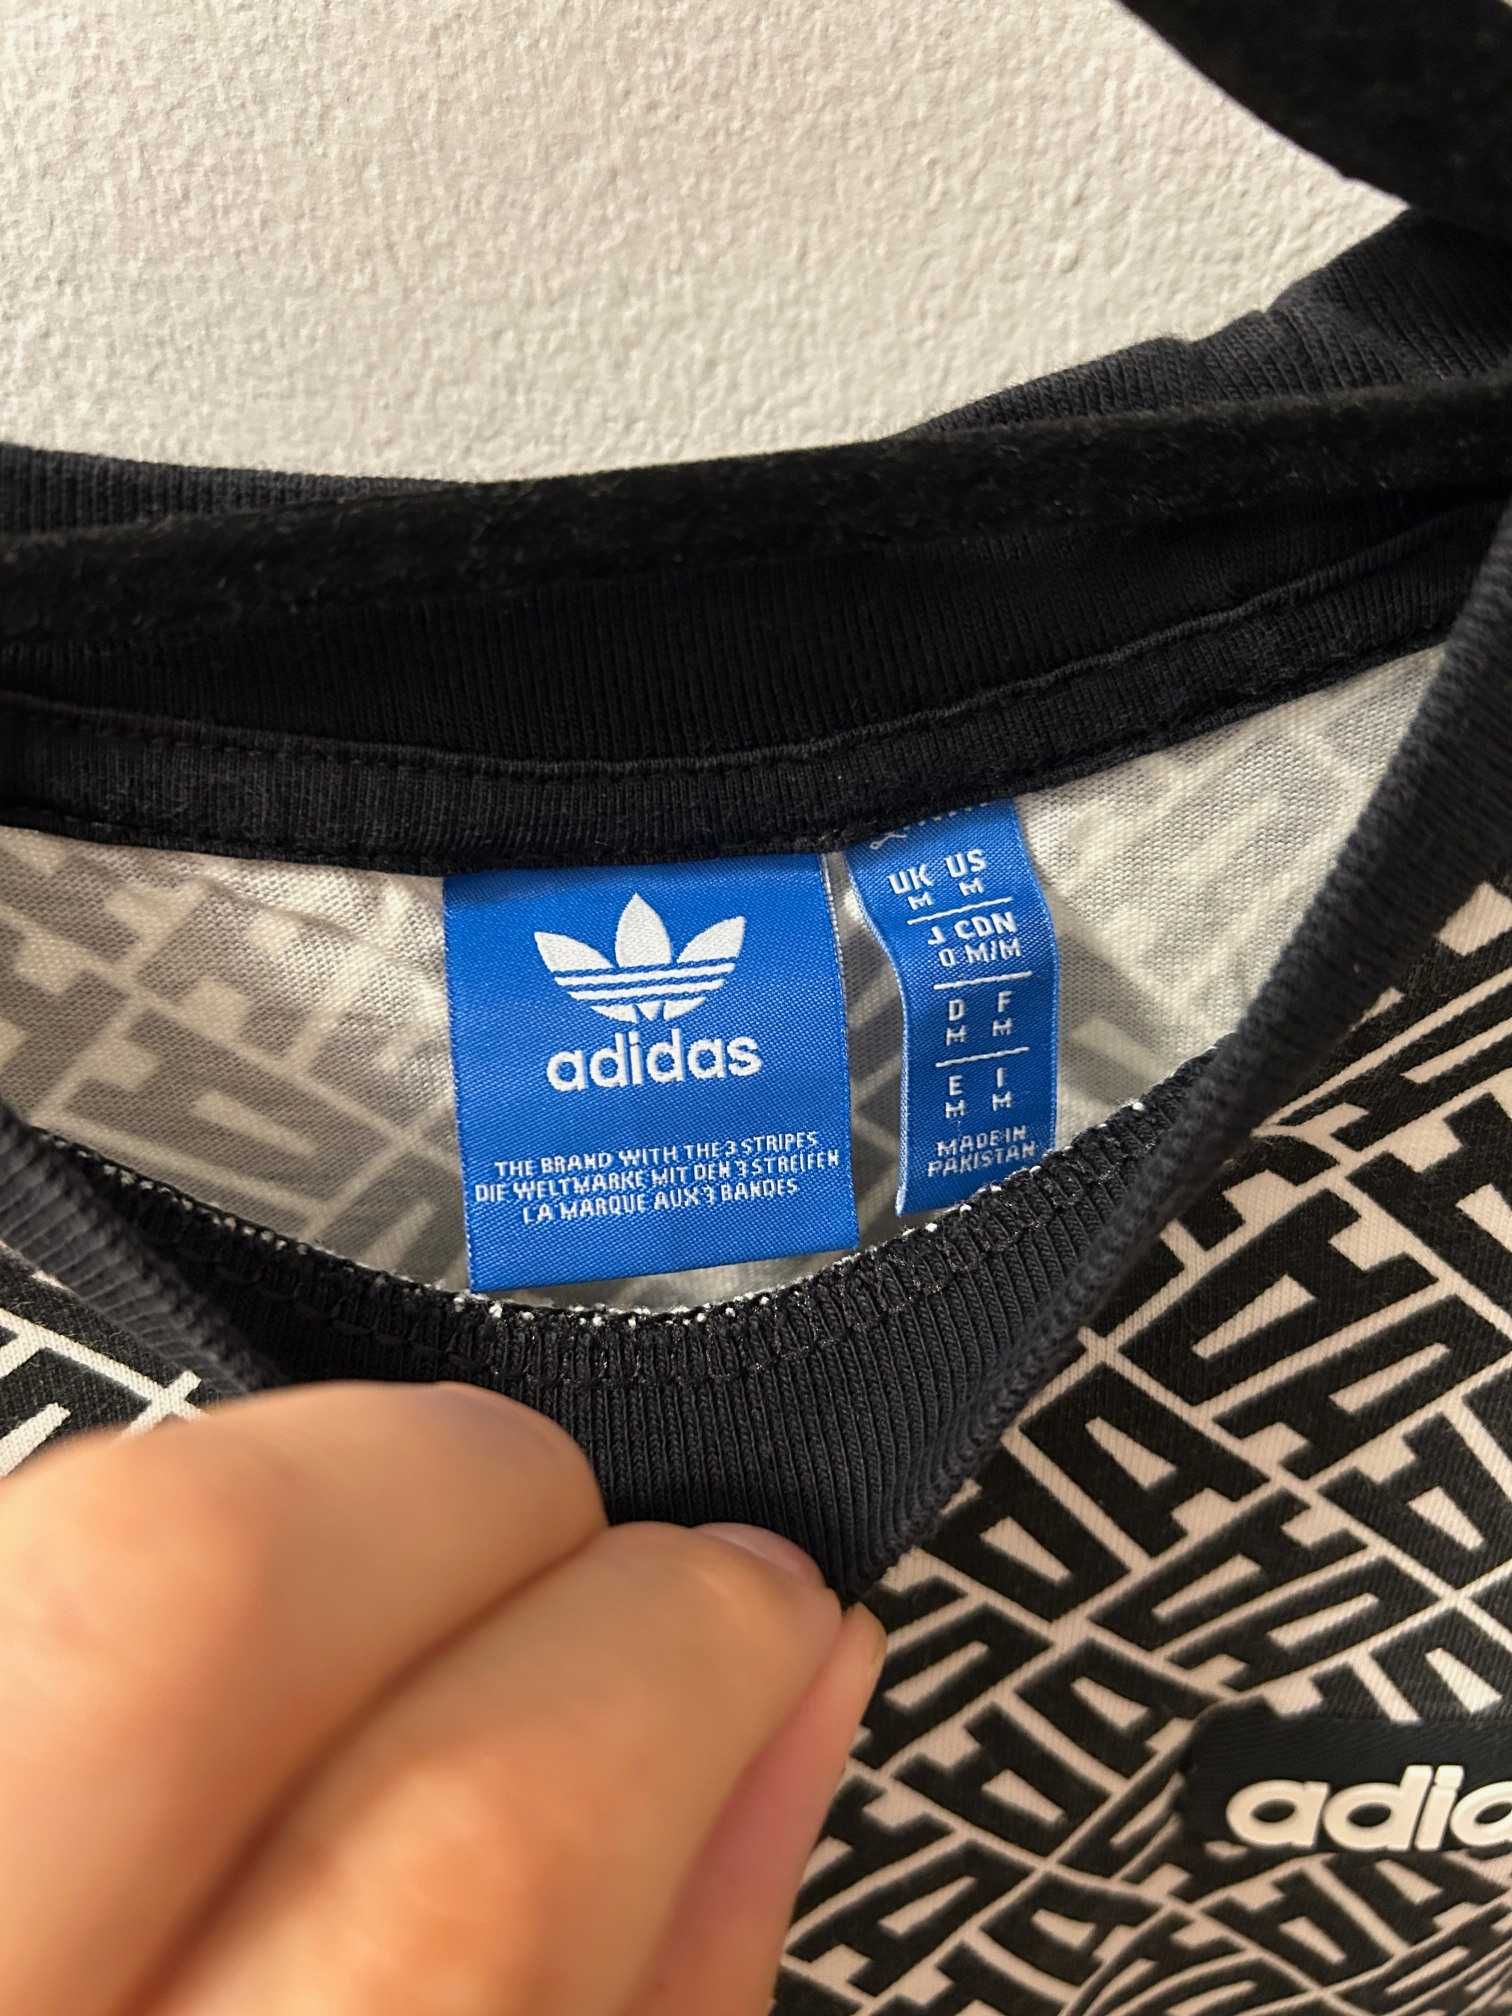 adidas
THE BRAND WITH THE 3 STRIPES
DIE WELTMARKE MIT DEN 3 STREIFEN
LA MARQUE AUX 3 BANDES
UK US
M M
J CDN
O M/M
D F
M M
E I
M M
MADE IN
PAKISTAN